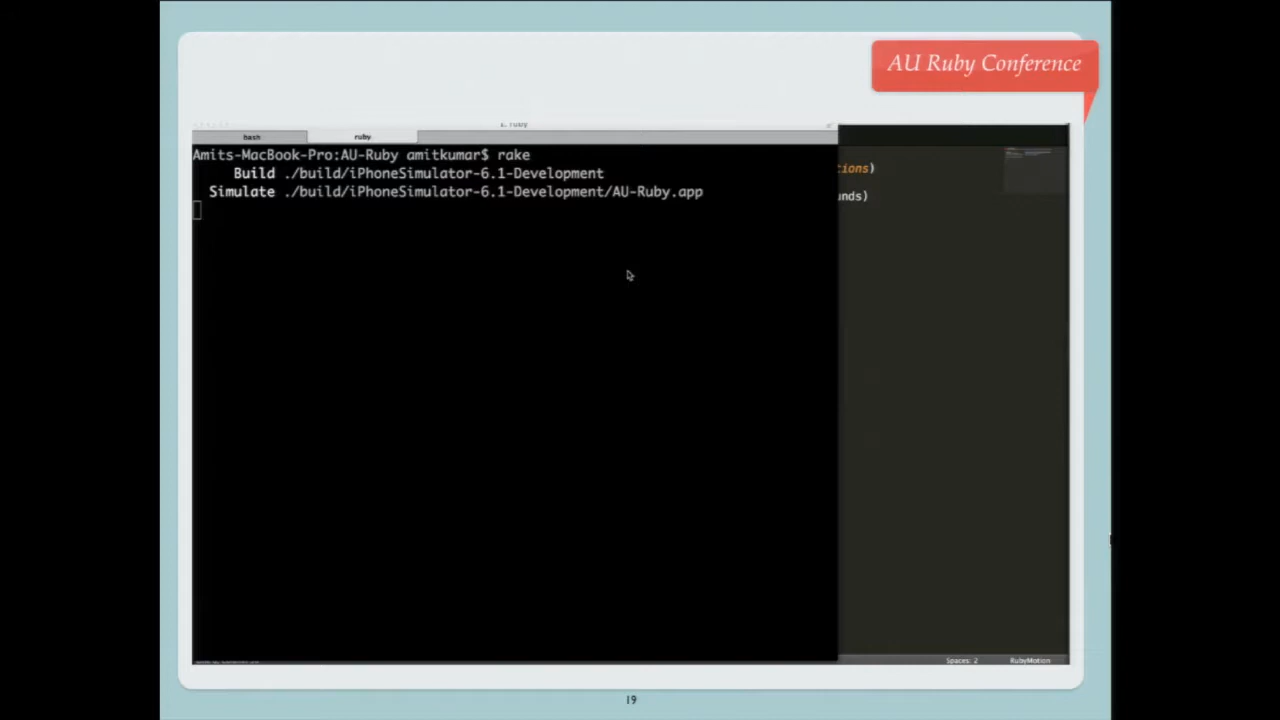 AU Ruby Conference
bash
ruby
Amits-MacBook-Pro:AU-Ruby amitkumar$ rake
Build ./build/iPhoneSimulator-6.1-Development
Simulate ./build/iPhoneSimulator-6.1-Development/AU-Ruby.app
tions)
unds)
Spaces: 2
RubyMotion
19